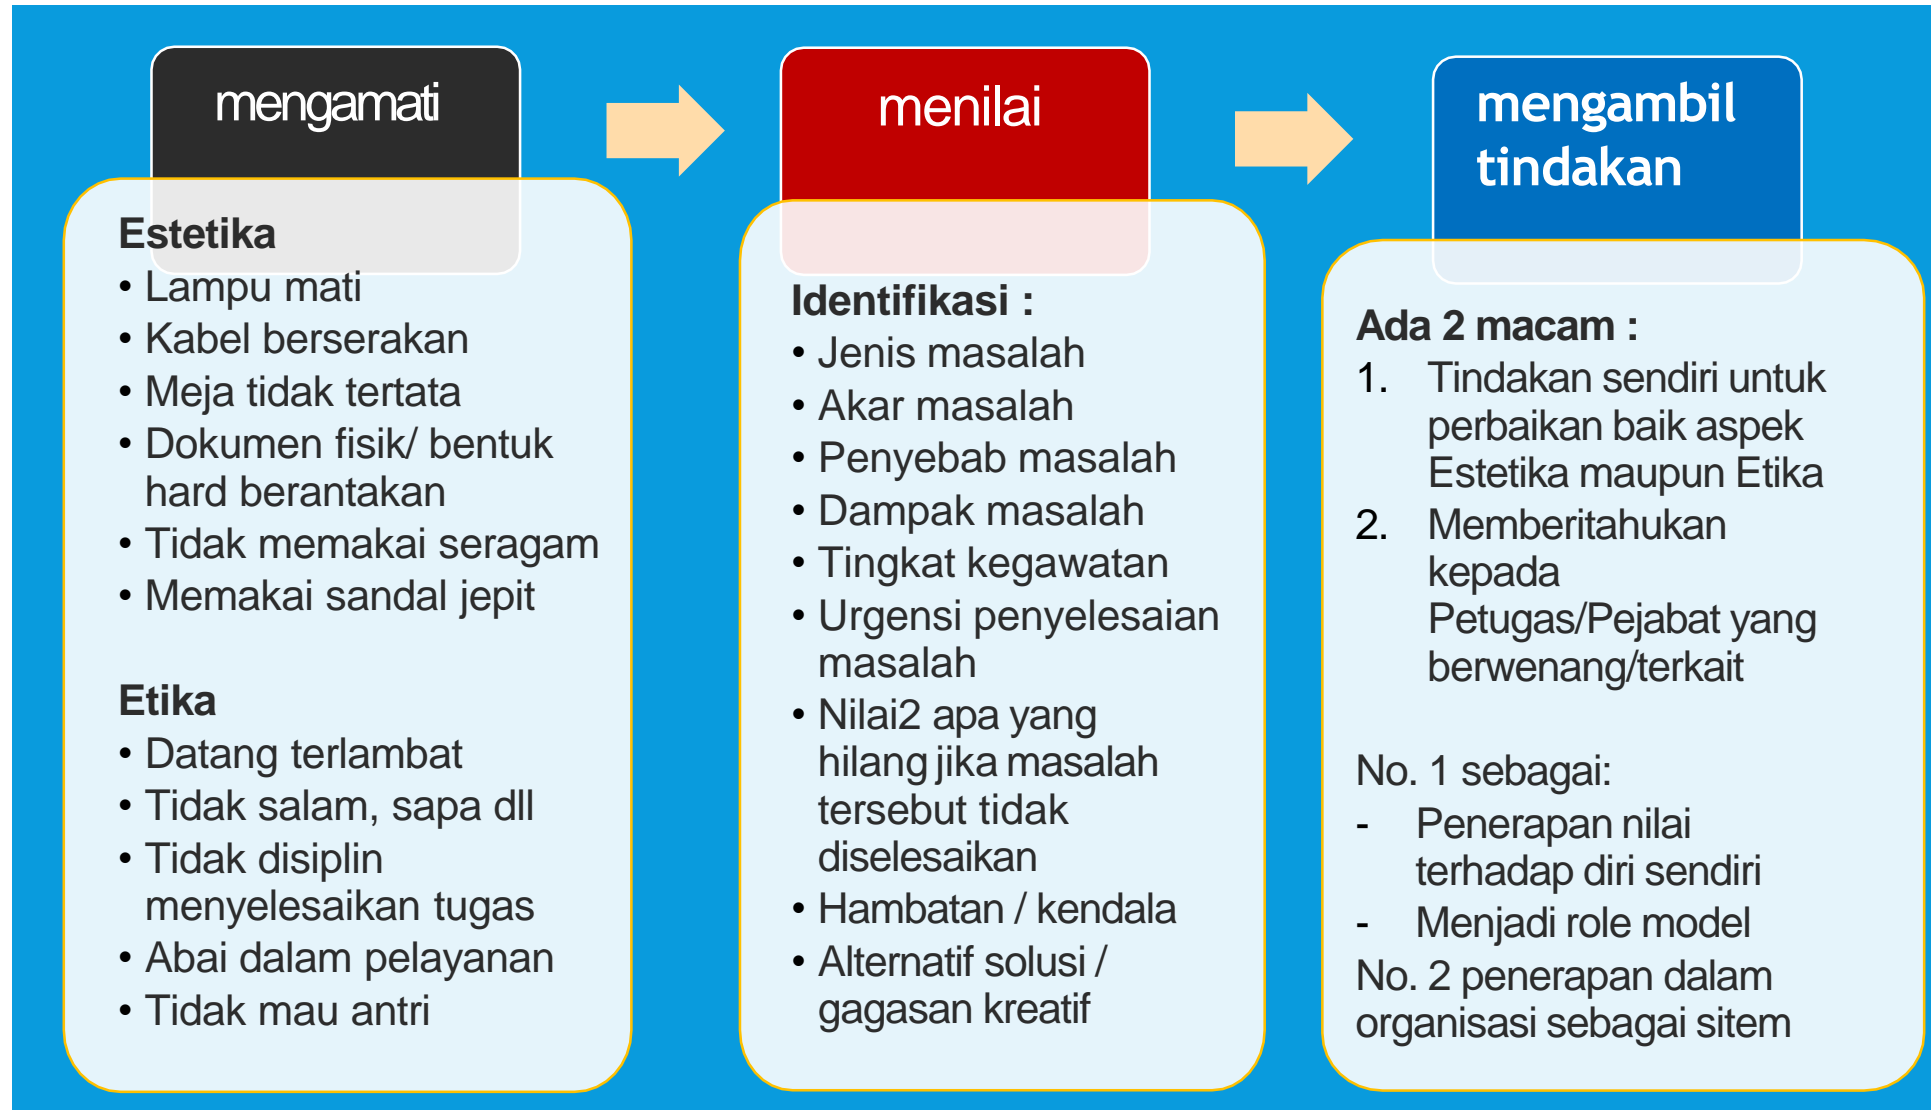 mengamati
Estetika
• Lampu mati
• Kabel berserakan
• Meja tidak tertata
• Dokumen fisik/ bentuk
hard berantakan
• Tidak memakai seragam
• Memakai sandal jepit
Etika
• Datang terlambat
• Tidak salam, sapa dll
• Tidak disiplin
menyelesaikan tugas
• Abai dalam pelayanan
• Tidak mau antri
menilai
Identifikasi :
• Jenis masalah
• Akar masalah
• Penyebab masalah
• Dampak masalah
• Tingkat kegawatan
• Urgensi penyelesaian
masalah
• Nilai2 apa yang
hilang jika masalah
tersebut tidak
diselesaikan
• Hambatan / kendala
• Alternatif solusi /
gagasan kreatif
mengambil
tindakan
Ada 2 macam :
1. Tindakan sendiri untuk
perbaikan baik aspek
Estetika maupun Etika
2. Memberitahukan
kepada
Petugas/Pejabat yang
berwenang/terkait
No. 1 sebagai:
- Penerapan nilai
terhadap diri sendiri
- Menjadi role model
No. 2 penerapan dalam
organisasi sebagai sitem